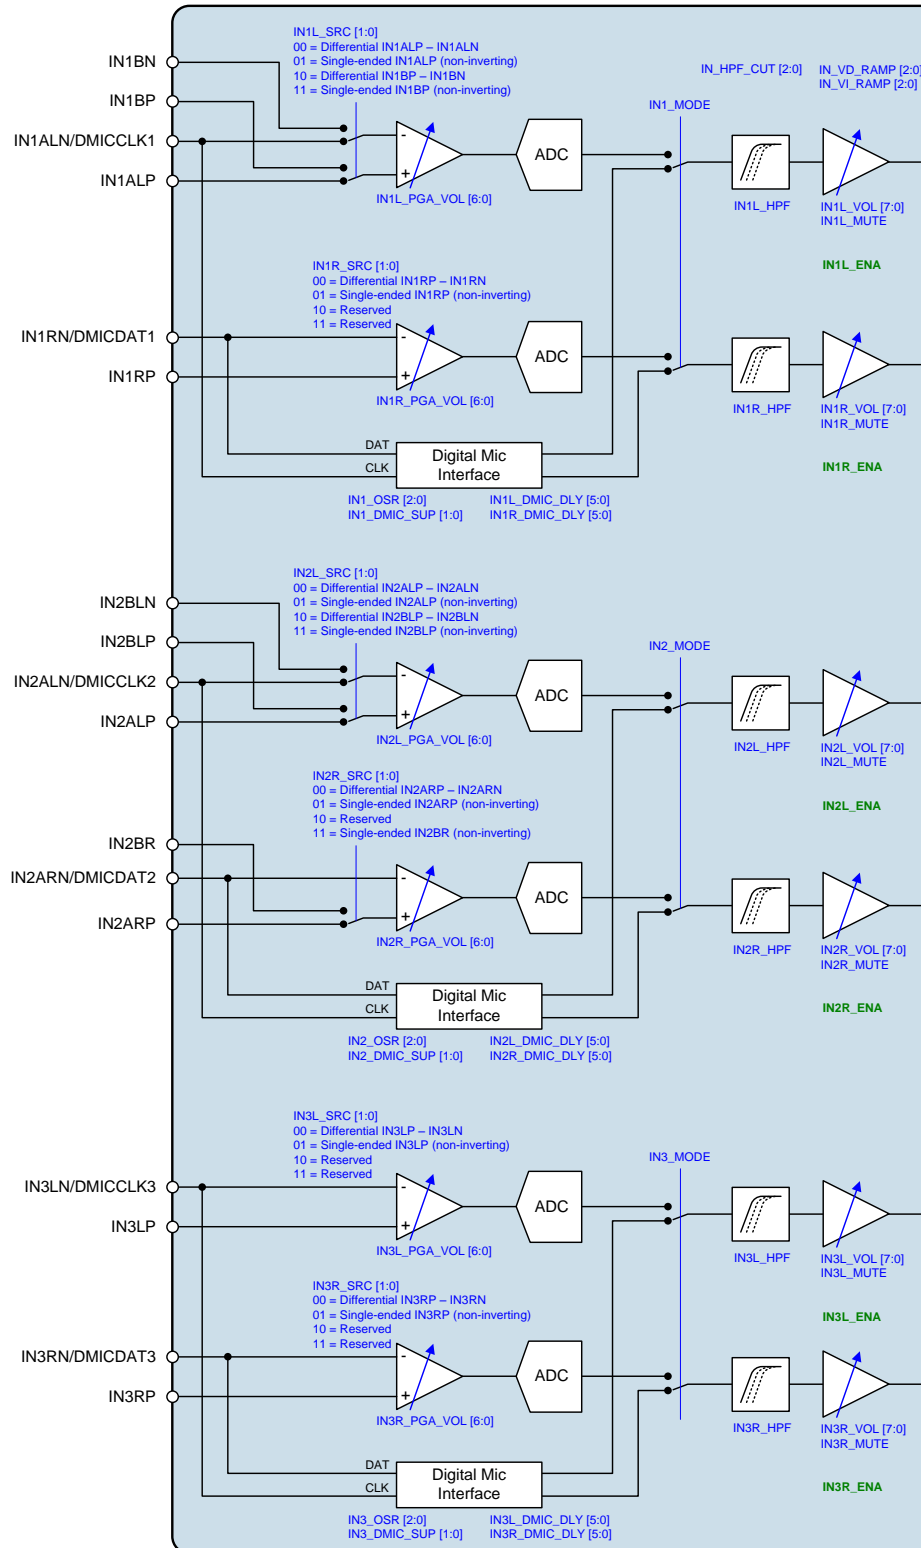 IN1L_SRC [1:0]
00 = Differential IN1ALP – IN1ALN
01 = Single-ended IN1ALP (non-inverting)
10 = Differential IN1BP – IN1BN
11 = Single-ended IN1BP (non-inverting)
IN_HPF_CUT [2:0]
IN_VD_RAMP [2:0]
IN_VI_RAMP [2:0]
IN1_MODE
IN1BN
IN1BP
IN1ALN/DMICCLK1
IN1ALP
-
+
ADC
IN1L_PGA_VOL [6:0]
IN1L_HPF
IN1L_VOL [7:0]
IN1L_MUTE
IN1L_ENA
IN1R_SRC [1:0]
00 = Differential IN1RP – IN1RN
01 = Single-ended IN1RP (non-inverting)
10 = Reserved
11 = Reserved
IN1RN/DMICDAT1
IN1RP
-
+
ADC
IN1R_PGA_VOL [6:0]
IN1R_HPF
IN1R_VOL [7:0]
IN1R_MUTE
IN1R_ENA
DAT
CLK
Digital Mic
Interface
IN1_OSR [2:0]
IN1_DMIC_SUP [1:0]
IN1L_DMIC_DLY [5:0]
IN1R_DMIC_DLY [5:0]
IN2L_SRC [1:0]
00 = Differential IN2ALP – IN2ALN
01 = Single-ended IN2ALP (non-inverting)
10 = Differential IN2BLP – IN2BLN
11 = Single-ended IN2BLP (non-inverting)
IN2_MODE
IN2BLN
IN2BLP
IN2ALN/DMICCLK2
IN2ALP
-
+
ADC
IN2L_PGA_VOL [6:0]
IN2L_HPF
IN2L_VOL [7:0]
IN2L_MUTE
IN2L_ENA
IN2R_SRC [1:0]
00 = Differential IN2ARP – IN2ARN
01 = Single-ended IN2ARP (non-inverting)
10 = Reserved
11 = Single-ended IN2BR (non-inverting)
IN2BR
IN2ARN/DMICDAT2
IN2ARP
-
+
ADC
IN2R_PGA_VOL [6:0]
IN2R_HPF
IN2R_VOL [7:0]
IN2R_MUTE
IN2R_ENA
DAT
CLK
Digital Mic
Interface
IN2_OSR [2:0]
IN2_DMIC_SUP [1:0]
IN2L_DMIC_DLY [5:0]
IN2R_DMIC_DLY [5:0]
IN3L_SRC [1:0]
00 = Differential IN3LP – IN3LN
01 = Single-ended IN3LP (non-inverting)
10 = Reserved
11 = Reserved
IN3_MODE
IN3LN/DMICCLK3
IN3LP
-
+
ADC
IN3L_PGA_VOL [6:0]
IN3L_HPF
IN3L_VOL [7:0]
IN3L_MUTE
IN3L_ENA
IN3R_SRC [1:0]
00 = Differential IN3RP – IN3RN
01 = Single-ended IN3RP (non-inverting)
10 = Reserved
11 = Reserved
IN3RN/DMICDAT3
IN3RP
-
+
ADC
IN3R_PGA_VOL [6:0]
IN3R_HPF
IN3R_VOL [7:0]
IN3R_MUTE
IN3R_ENA
DAT
CLK
Digital Mic
Interface
IN3_OSR [2:0]
IN3_DMIC_SUP [1:0]
IN3L_DMIC_DLY [5:0]
IN3R_DMIC_DLY [5:0]